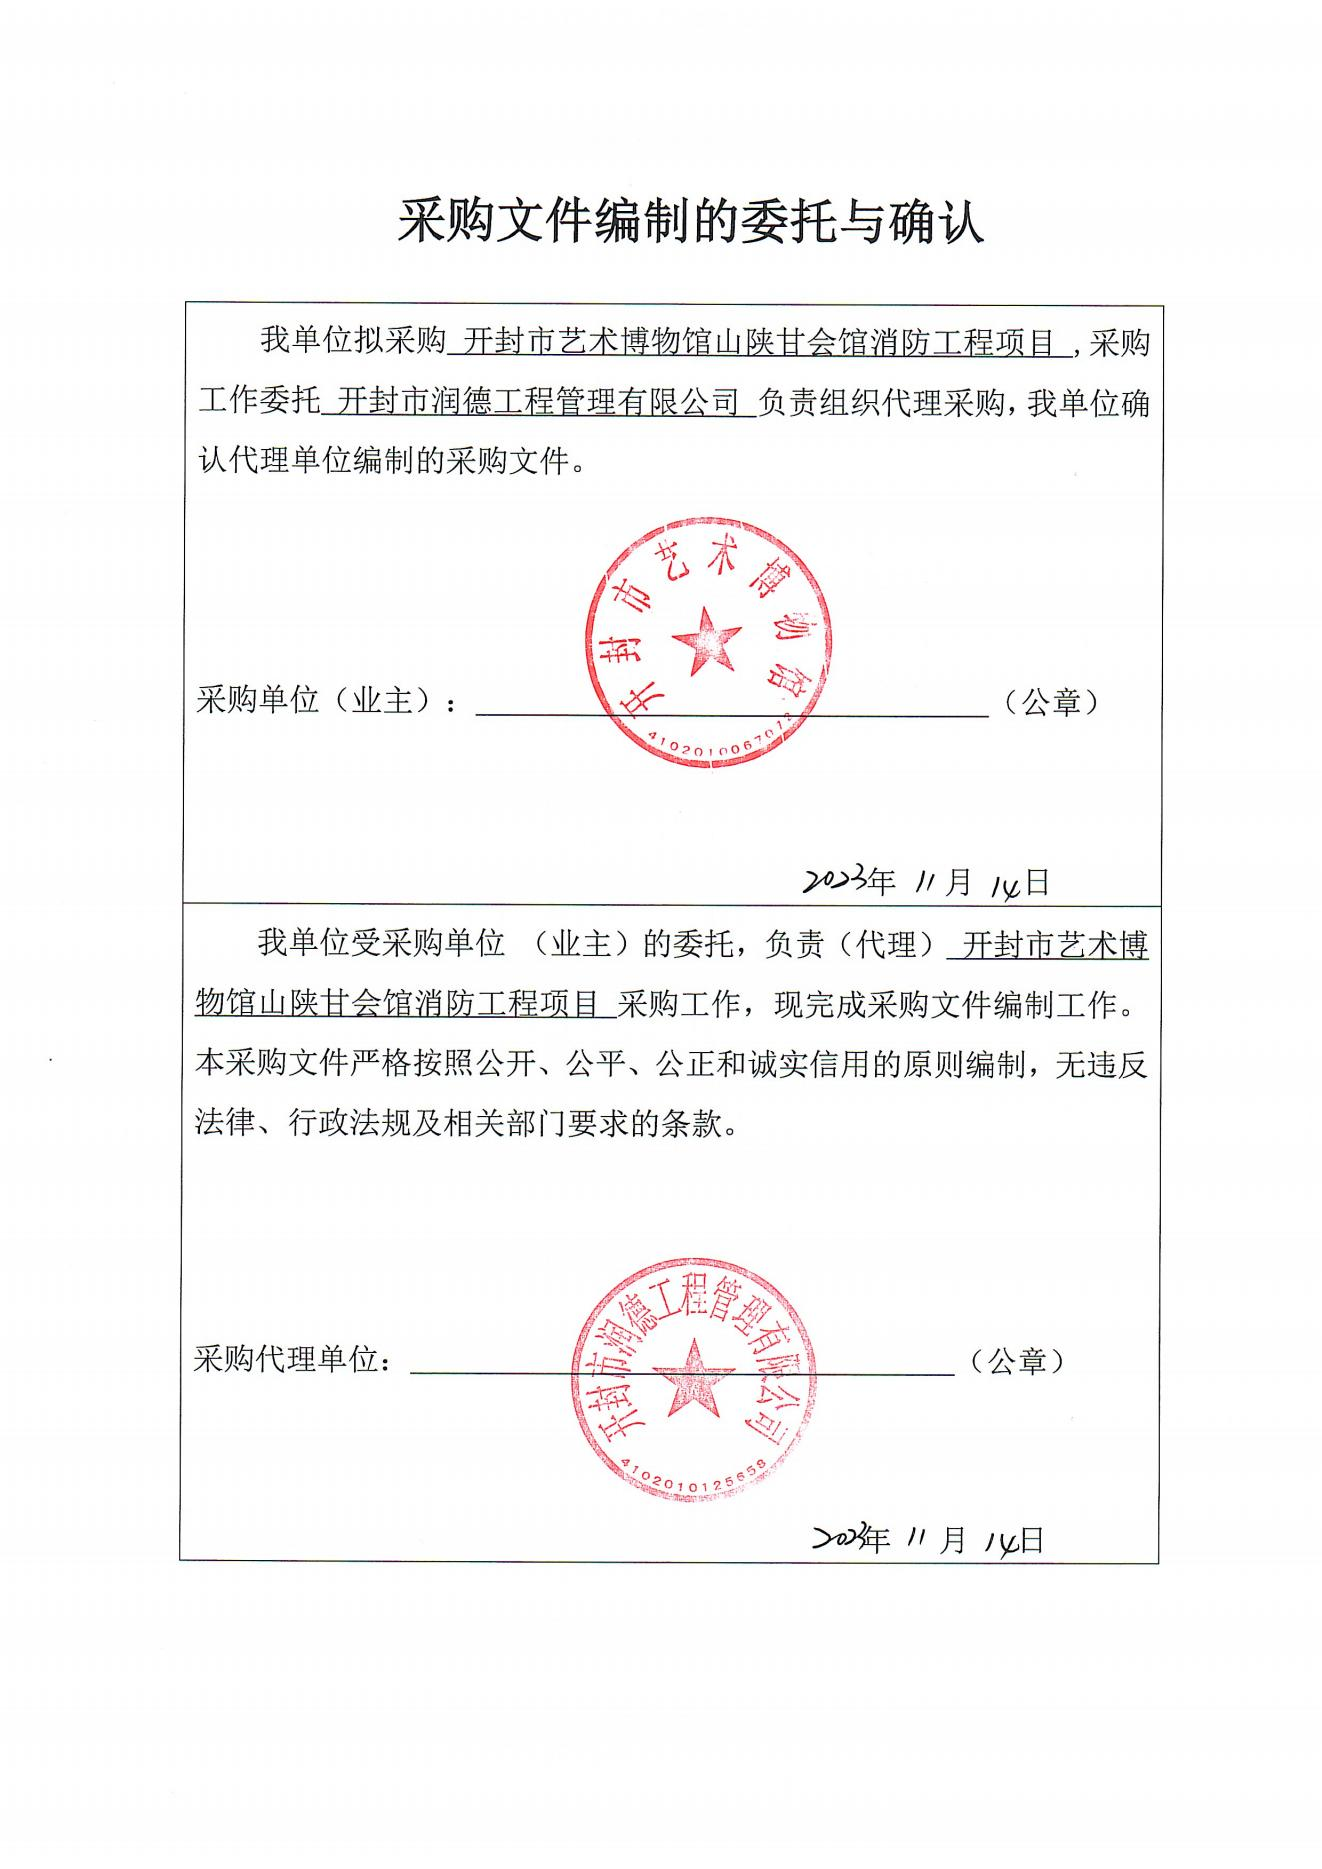 采购文件编制的委托与确认
我单位拟采购 开封市艺术博物馆山陕甘会馆消防工程项目 ,采购
工作委托 开封市润德工程管理有限公司 负责组织代理采购，我单位确
认代理单位编制的采购文件。
开封市艺术博物馆
采购单位（业主）：（公章）
4102010067012
2023年 11月 14日
我单位受采购单位 （业主）的委托，负责（代理） 开封市艺术博
物馆山陕甘会馆消防工程项目 采购工作，现完成采购文件编制工作。
本采购文件严格按照公开、公平、公正和诚实信用的原则编制，无违反
法律、行政法规及相关部门要求的条款。
开封市润德工程管理有限公司
采购代理单位：（公章）
4102010125658
2023年 11月 14日